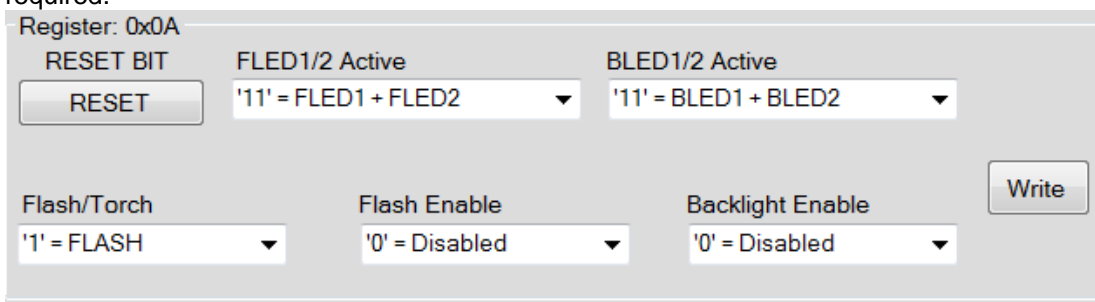 required.
Register: 0x0A
RESET BIT FLED1/2 Active BLED1/2 Active
RESET '11' = FLED1 + FLED2 '11' = BLED1 + BLED2
Write
Flash/Torch Flash Enable Backlight Enable
'1' = FLASH '0' = Disabled '0' = Disabled